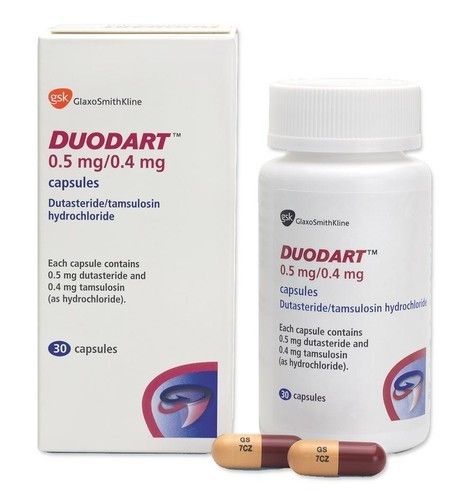 gsk GlaxoSmithKline
DUODART™
0.5 mg/0.4 mg
capsules
Dutasteride/tamsulosin
hydrochloride
Each capsule contains
0.5 mg dutasteride and
0.4 mg tamsulosin
(as hydrochloride).
30 capsules
gsk GlaxoSmithKline
DUODART™
0.5 mg/0.4 mg
capsules
Dutasteride/tamsulosin hydrochloride
Each capsule contains
0.5 mg dutasteride and
0.4 mg tamsulosin
(as hydrochloride).
30 capsules
GS
7CZ
GS
7CZ